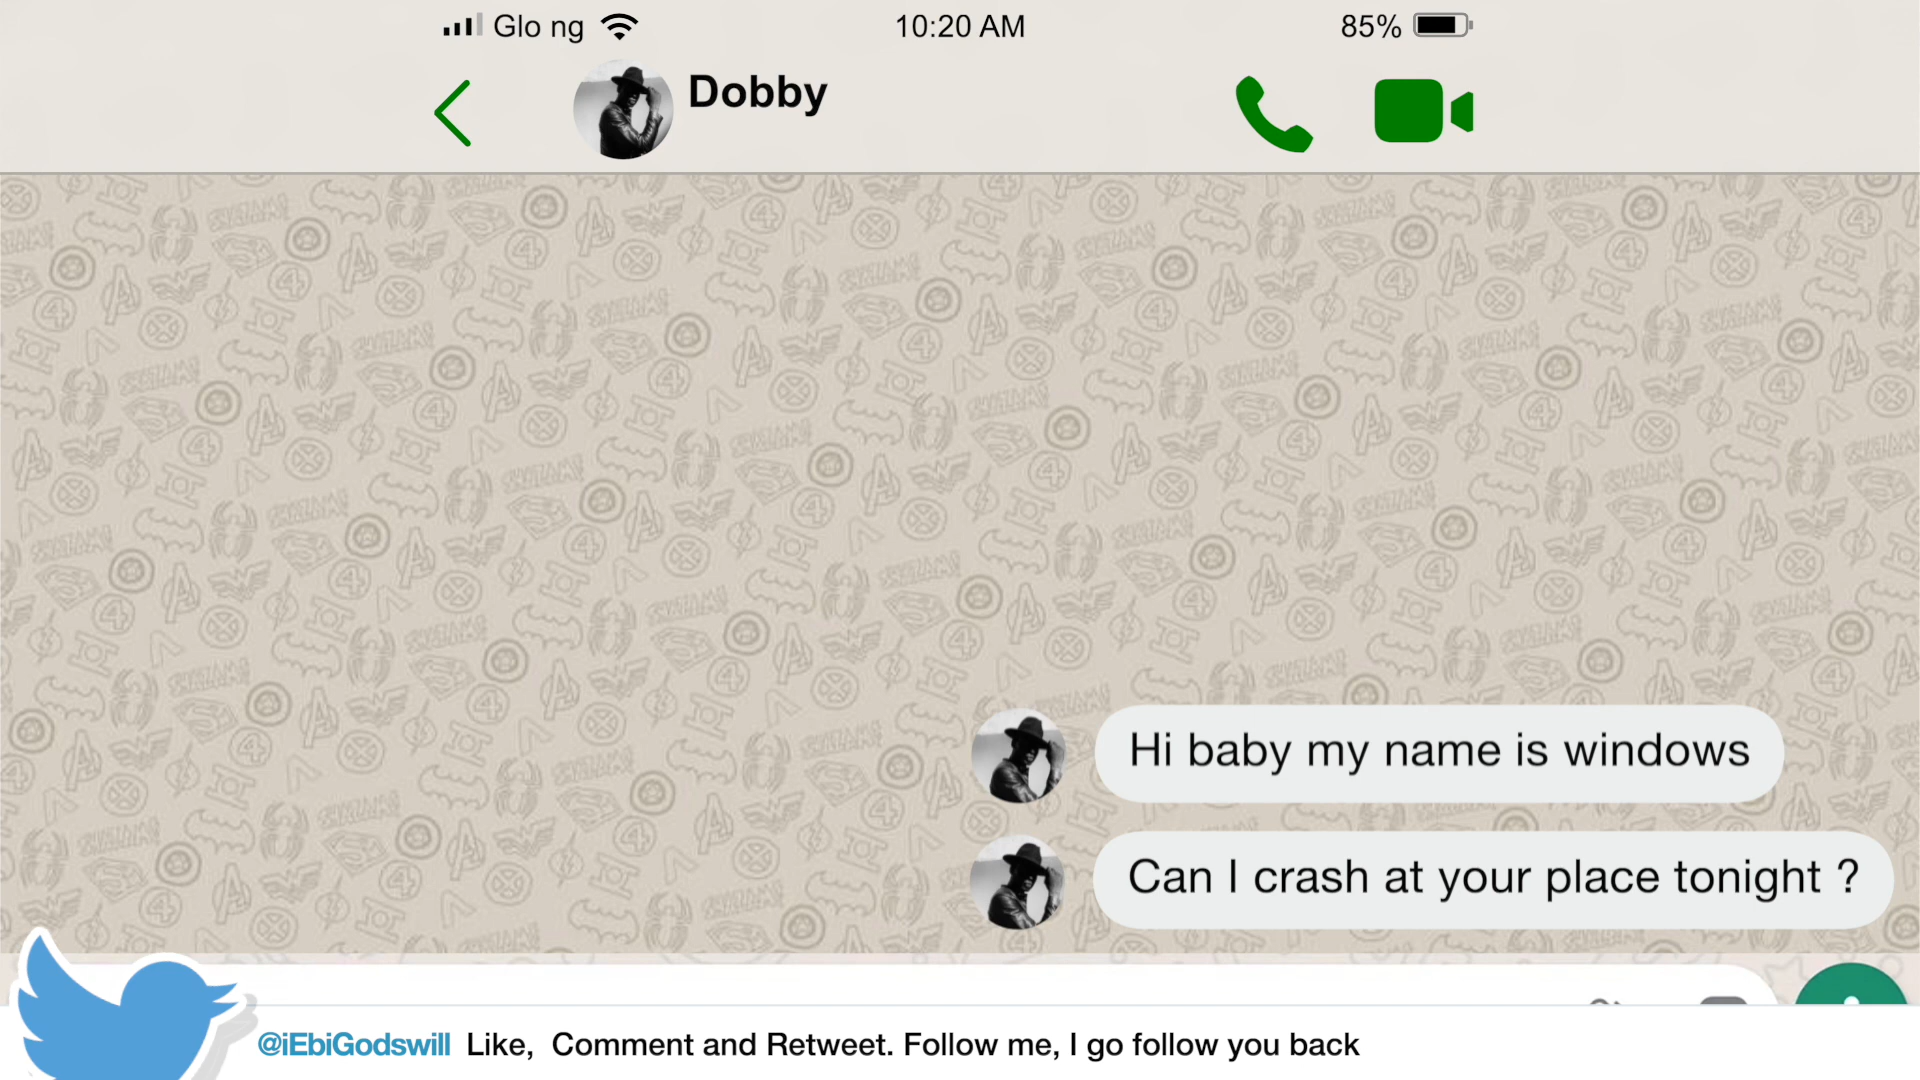 Glo ng 10:20 AM 85%
Dobby
Hi baby my name is windows
Can I crash at your place tonight ?
@iEbiGodswill Like, Comment and Retweet. Follow me, I go follow you back